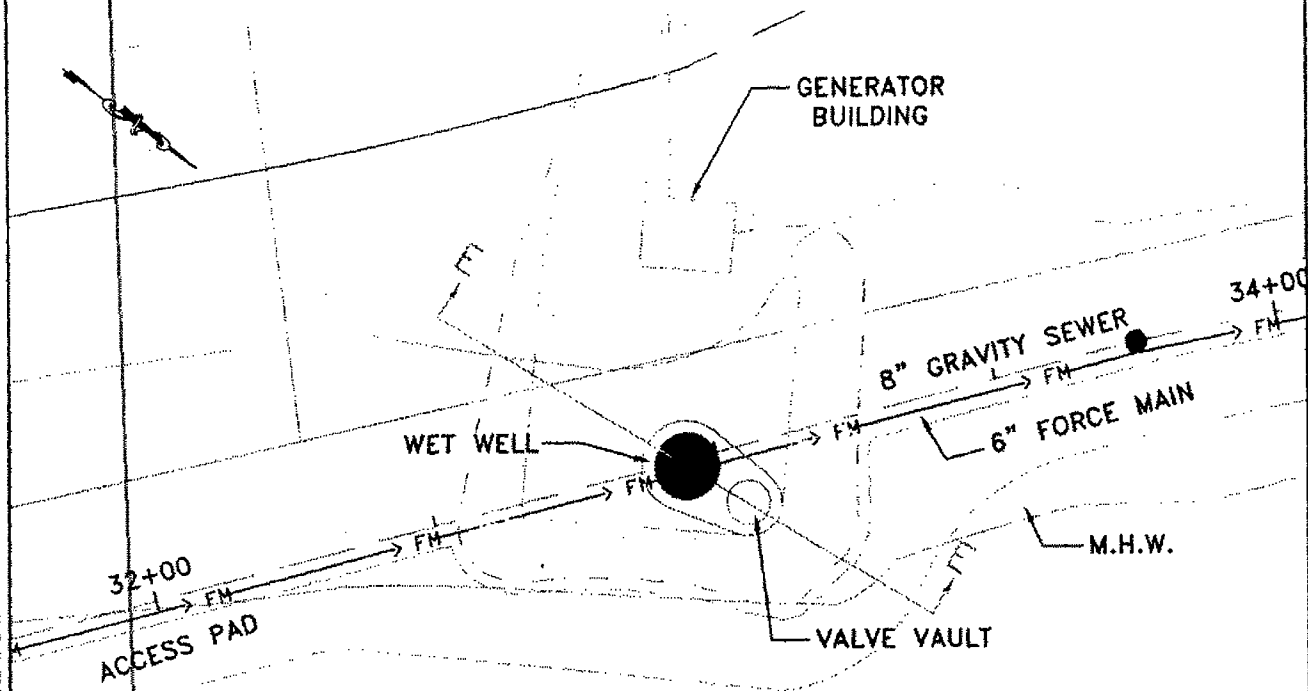 GENERATOR
BUILDING
E
34+00
8" GRAVITY SEWER
FM
FM
FM
6" FORCE MAIN
WET WELL
FM
FM
E
M.H.W.
32+00
FM
ACCESS PAD
VALVE VAULT